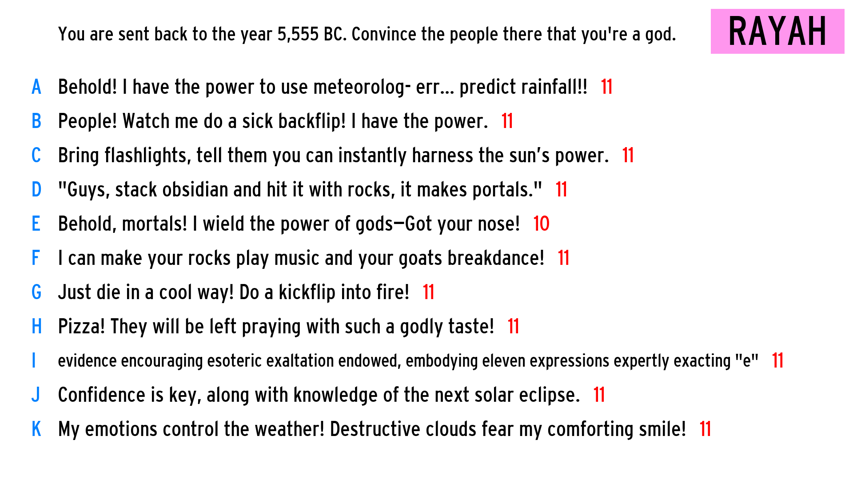 You are sent back to the year 5,555 BC. Convince the people there that you're a god.
RAYAH
A Behold! I have the power to use meteorolog- err... predict rainfall!! 11
B People! Watch me do a sick backflip! I have the power. 11
C Bring flashlights, tell them you can instantly harness the sun's power. 11
D "Guys, stack obsidian and hit it with rocks, it makes portals." 11
E Behold, mortals! I wield the power of gods—Got your nose! 10
F I can make your rocks play music and your goats breakdance! 11
G Just die in a cool way! Do a kickflip into fire! 11
H Pizza! They will be left praying with such a godly taste! 11
I evidence encouraging esoteric exaltation endowed, embodying eleven expressions expertly exacting "e" 11
J Confidence is key, along with knowledge of the next solar eclipse. 11
K My emotions control the weather! Destructive clouds fear my comforting smile! 11